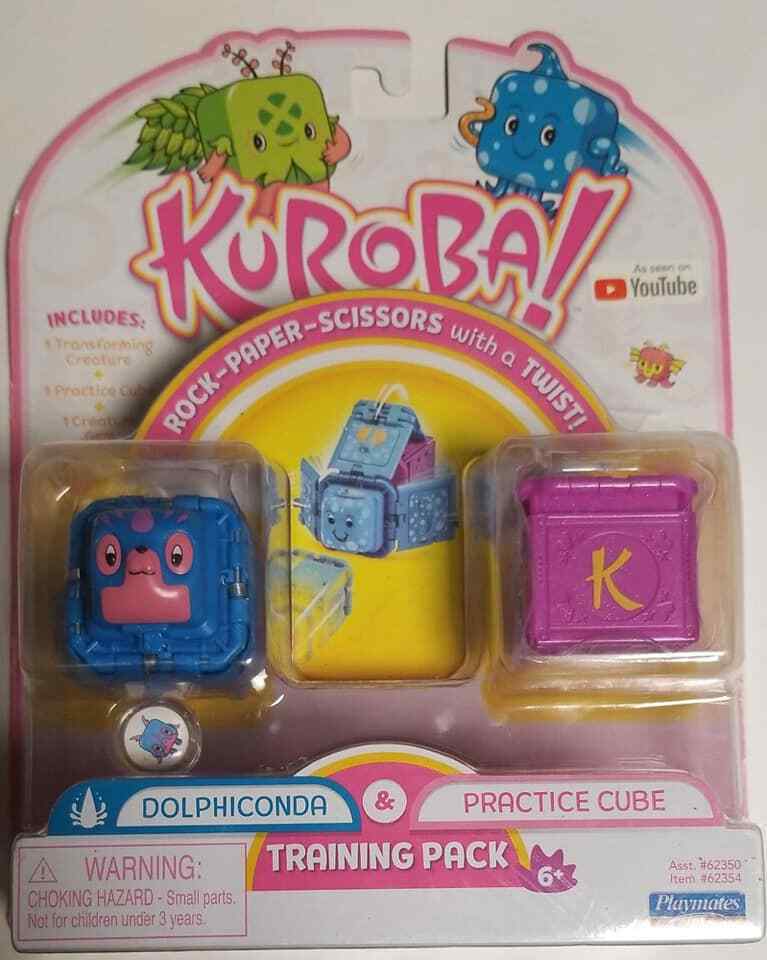 KUROBA!
As seen on
YouTube
INCLUDES:
1 Transforming
Creature
+
1 Practice Cube
+
1 Creature
ROCK-PAPER-SCISSORS with a TWIST!
K
DOLPHICONDA & PRACTICE CUBE
TRAINING PACK
6+
WARNING:
CHOKING HAZARD - Small parts.
Not for children under 3 years.
Asst. #62350
Item #62354
Playmates